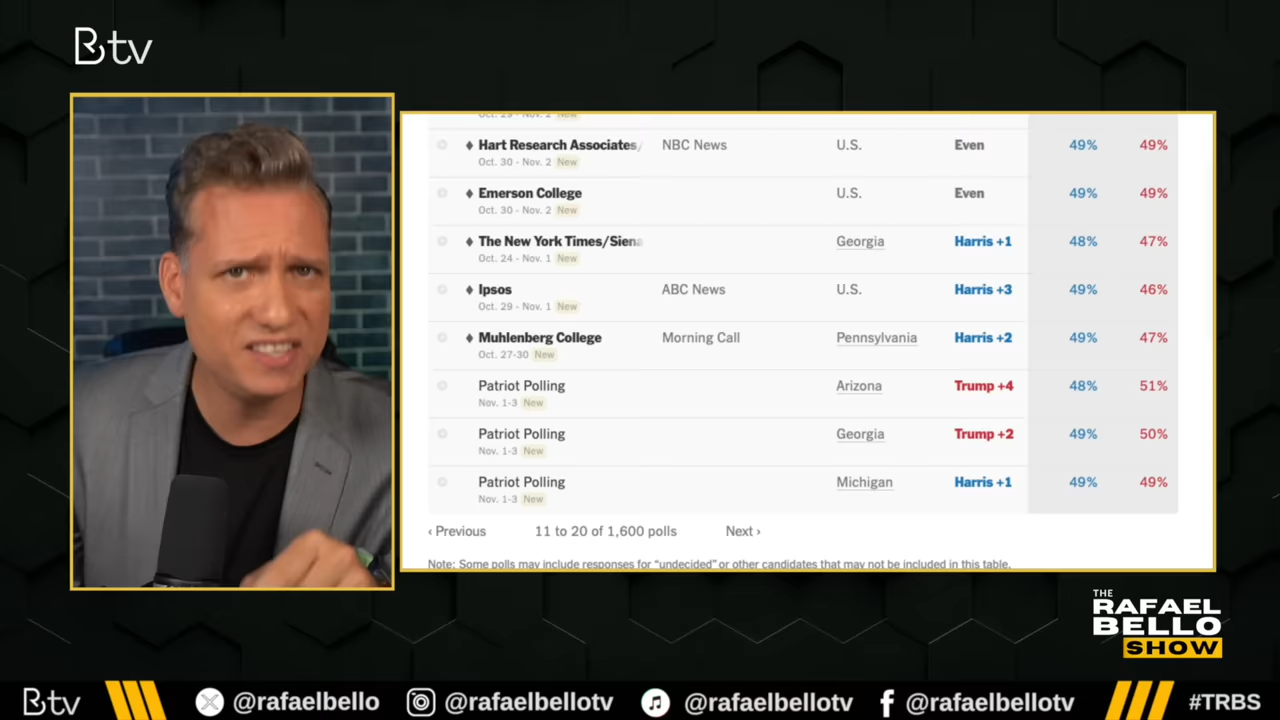 Btv
Oct. 29 - Nov. 2 New
Hart Research Associates/ NBC News U.S. Even 49% 49%
Oct. 30 - Nov. 2 New
Emerson College U.S. Even 49% 49%
Oct. 30 - Nov. 2 New
The New York Times/Siena Georgia Harris +1 48% 47%
Oct. 24 - Nov. 1 New
Ipsos ABC News U.S. Harris +3 49% 46%
Oct. 29 - Nov. 1 New
Muhlenberg College Morning Call Pennsylvania Harris +2 49% 47%
Oct. 27-30 New
Patriot Polling Arizona Trump +4 48% 51%
Nov. 1-3 New
Patriot Polling Georgia Trump +2 49% 50%
Nov. 1-3 New
Patriot Polling Michigan Harris +1 49% 49%
Nov. 1-3 New
‹ Previous 11 to 20 of 1,600 polls Next ›
Note: Some polls may include responses for “undecided” or other candidates that may not be included in this table.
THE
RAFAEL
BELLO
SHOW
Btv @rafaelbello @rafaelbellotv @rafaelbellotv @rafaelbellotv #TRBS